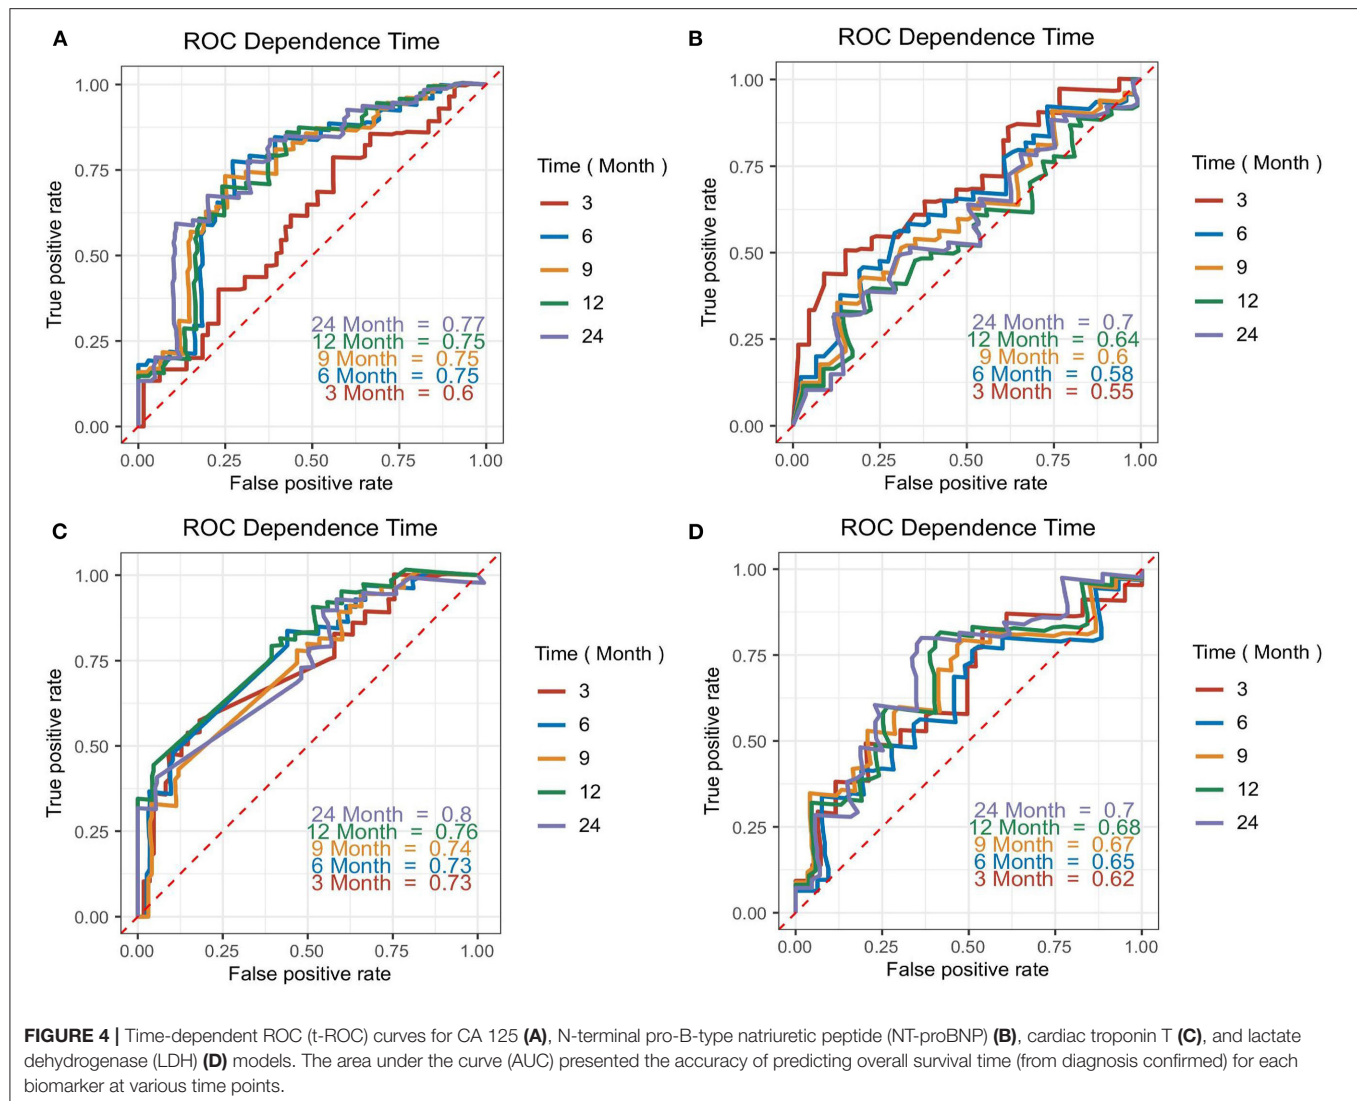 A
ROC Dependence Time
True positive rate
1.00
0.75
0.50
0.25
0.00
24 Month = 0.77
12 Month = 0.75
9 Month = 0.75
6 Month = 0.75
3 Month = 0.6
0.00 0.25 0.50 0.75 1.00
False positive rate
Time ( Month )
3
6
9
12
24
B
ROC Dependence Time
True positive rate
1.00
0.75
0.50
0.25
0.00
24 Month = 0.7
12 Month = 0.64
9 Month = 0.6
6 Month = 0.58
3 Month = 0.55
0.00 0.25 0.50 0.75 1.00
False positive rate
Time ( Month )
3
6
9
12
24
C
ROC Dependence Time
True positive rate
1.00
0.75
0.50
0.25
0.00
24 Month = 0.8
12 Month = 0.76
9 Month = 0.74
6 Month = 0.73
3 Month = 0.73
0.00 0.25 0.50 0.75 1.00
False positive rate
Time ( Month )
3
6
9
12
24
D
ROC Dependence Time
True positive rate
1.00
0.75
0.50
0.25
0.00
24 Month = 0.7
12 Month = 0.68
9 Month = 0.67
6 Month = 0.65
3 Month = 0.62
0.00 0.25 0.50 0.75 1.00
False positive rate
Time ( Month )
3
6
9
12
24
FIGURE 4 | Time-dependent ROC (t-ROC) curves for CA 125 (A), N-terminal pro-B-type natriuretic peptide (NT-proBNP) (B), cardiac troponin T (C), and lactate
dehydrogenase (LDH) (D) models. The area under the curve (AUC) presented the accuracy of predicting overall survival time (from diagnosis confirmed) for each
biomarker at various time points.